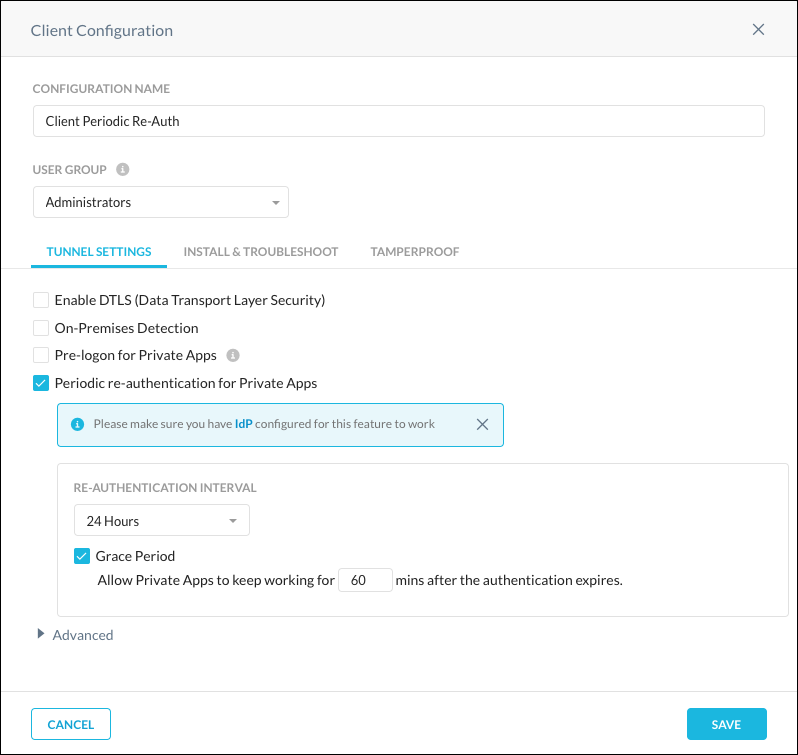 Client Configuration
CONFIGURATION NAME
Client Periodic Re-Auth
USER GROUP
Administrators
TUNNEL SETTINGS INSTALL & TROUBLESHOOT TAMPERPROOF
Enable DTLS (Data Transport Layer Security)
On-Premises Detection
Pre-logon for Private Apps
Periodic re-authentication for Private Apps
Please make sure you have IdP configured for this feature to work
RE-AUTHENTICATION INTERVAL
24 Hours
Grace Period
Allow Private Apps to keep working for 60 mins after the authentication expires.
Advanced
CANCEL SAVE